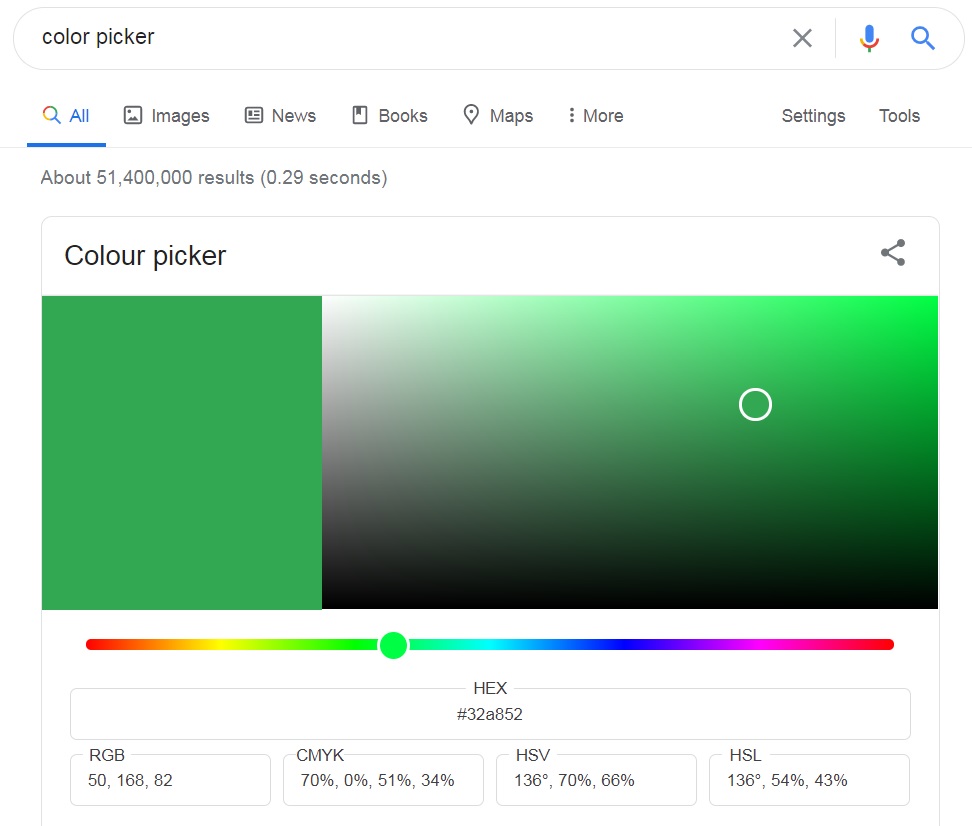 color picker
All Images News Books Maps More Settings Tools
About 51,400,000 results (0.29 seconds)
Colour picker
HEX
#32a852
RGB CMYK HSV HSL
50, 168, 82 70%, 0%, 51%, 34% 136°, 70%, 66% 136°, 54%, 43%